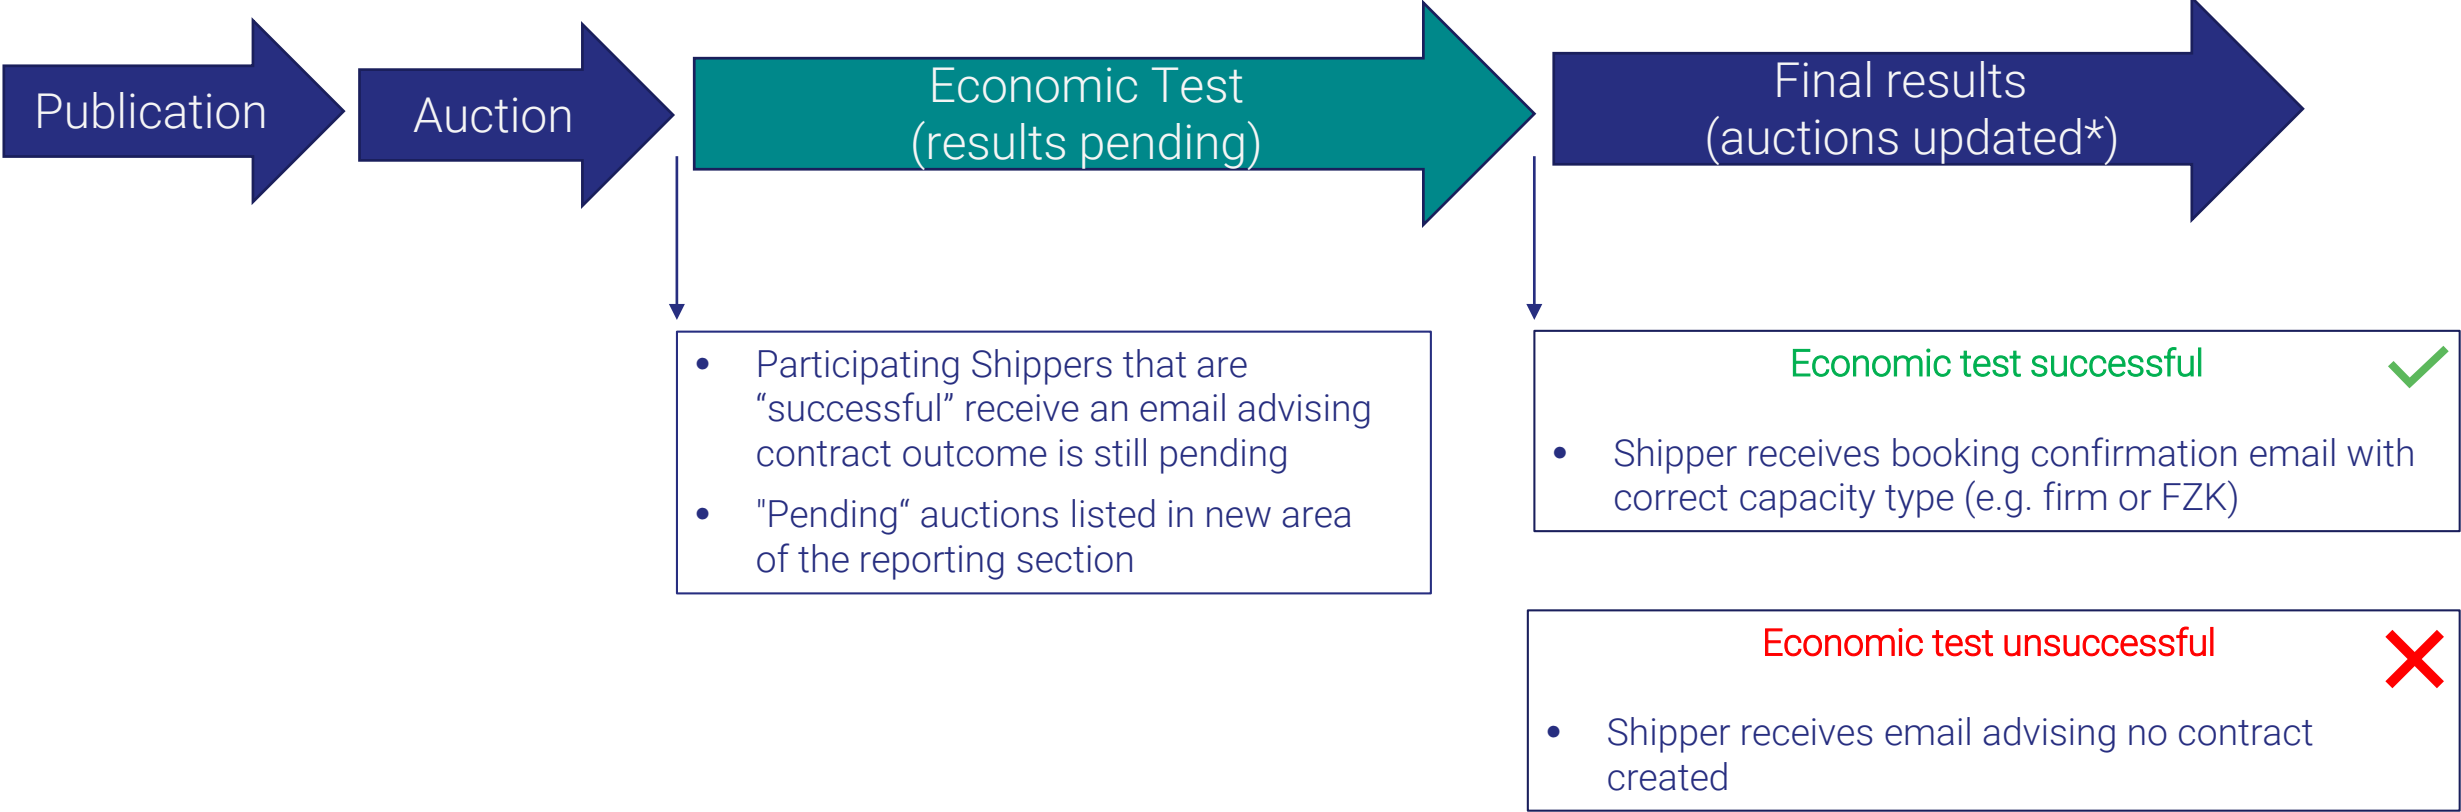 Publication
Auction
Economic Test
(results pending)
Final results
(auctions updated*)
• Participating Shippers that are
“successful” receive an email advising
contract outcome is still pending
• "Pending“ auctions listed in new area
of the reporting section
Economic test successful
• Shipper receives booking confirmation email with
correct capacity type (e.g. firm or FZK)
Economic test unsuccessful
• Shipper receives email advising no contract
created